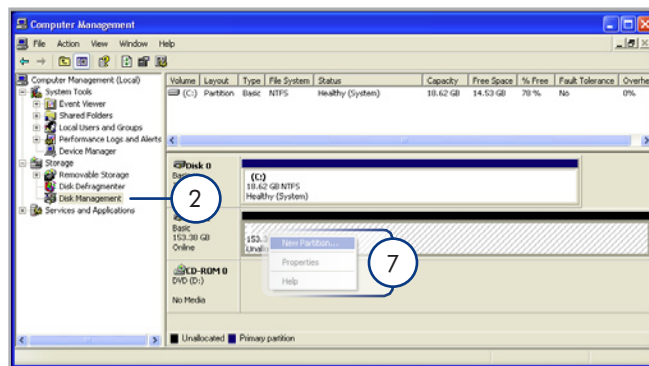 Computer Management
File Action View Window Help
Computer Management (Local)
System Tools
Event Viewer
Shared Folders
Local Users and Groups
Performance Logs and Alerts
Device Manager
Storage
Removable Storage
Disk Defragmenter
Disk Management
Services and Applications
2
Volume Layout Type File System Status Capacity Free Space % Free Fault Tolerance Overhe
(C:) Partition Basic NTFS Healthy (System) 18.62 GB 14.53 GB 78 % No 0%
Disk 0
(C:)
18.62 GB NTFS
Healthy (System)
Basic
153.38 GB
Online
153.3
Unallo
New Partition...
Properties
Help
7
CD-ROM 0
DVD (D:)
No Media
Unallocated Primary partition